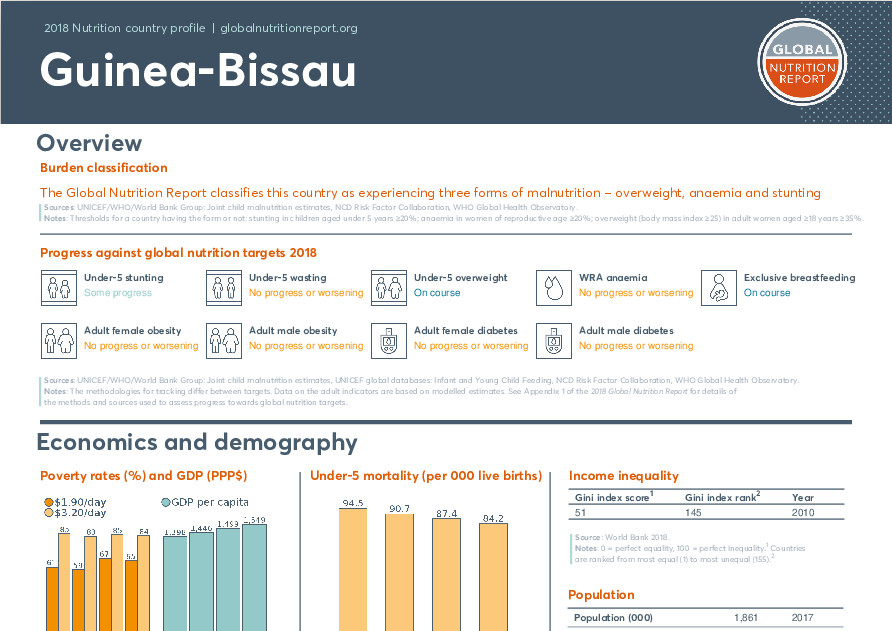 2018 Nutrition country profile | globalnutritionreport.org
Guinea-Bissau
GLOBAL
NUTRITION
REPORT
Overview
Burden classification
The Global Nutrition Report classifies this country as experiencing three forms of malnutrition – overweight, anaemia and stunting
Sources: UNICEF/WHO/World Bank Group: Joint child malnutrition estimates, NCD Risk Factor Collaboration, WHO Global Health Observatory.
Notes: Thresholds for a country having the form or not: stunting in children aged under 5 years ≥20%; anaemia in women of reproductive age ≥20%; overweight (body mass index ≥25) in adult women aged ≥18 years ≥35%.
Progress against global nutrition targets 2018
Under-5 stunting
Some progress
Under-5 wasting
No progress or worsening
Under-5 overweight
On course
WRA anaemia
No progress or worsening
Exclusive breastfeeding
On course
Adult female obesity
No progress or worsening
Adult male obesity
No progress or worsening
Adult female diabetes
No progress or worsening
Adult male diabetes
No progress or worsening
Sources: UNICEF/WHO/World Bank Group: Joint child malnutrition estimates, UNICEF global databases: Infant and Young Child Feeding, NCD Risk Factor Collaboration, WHO Global Health Observatory.
Notes: The methodologies for tracking differ between targets. Data on the adult indicators are based on modelled estimates. See Appendix 1 of the 2018 Global Nutrition Report for details of
the methods and sources used to assess progress towards global nutrition targets.
Economics and demography
Poverty rates (%) and GDP (PPP$)
$1.90/day
GDP per capita
$3.20/day
85 83 85 84
67 65
59
1,446 1,499 1,549
Under-5 mortality (per 000 live births)
94.5 90.7 87.4 84.2
Income inequality
Gini index score1 Gini index rank2 Year
51 145 2010
Source: World Bank 2018.
Notes: 0 = perfect equality, 100 = perfect inequality.1 Countries
are ranked from most equal (1) to most unequal (155).2
Population
Population (000) 1,861 2017